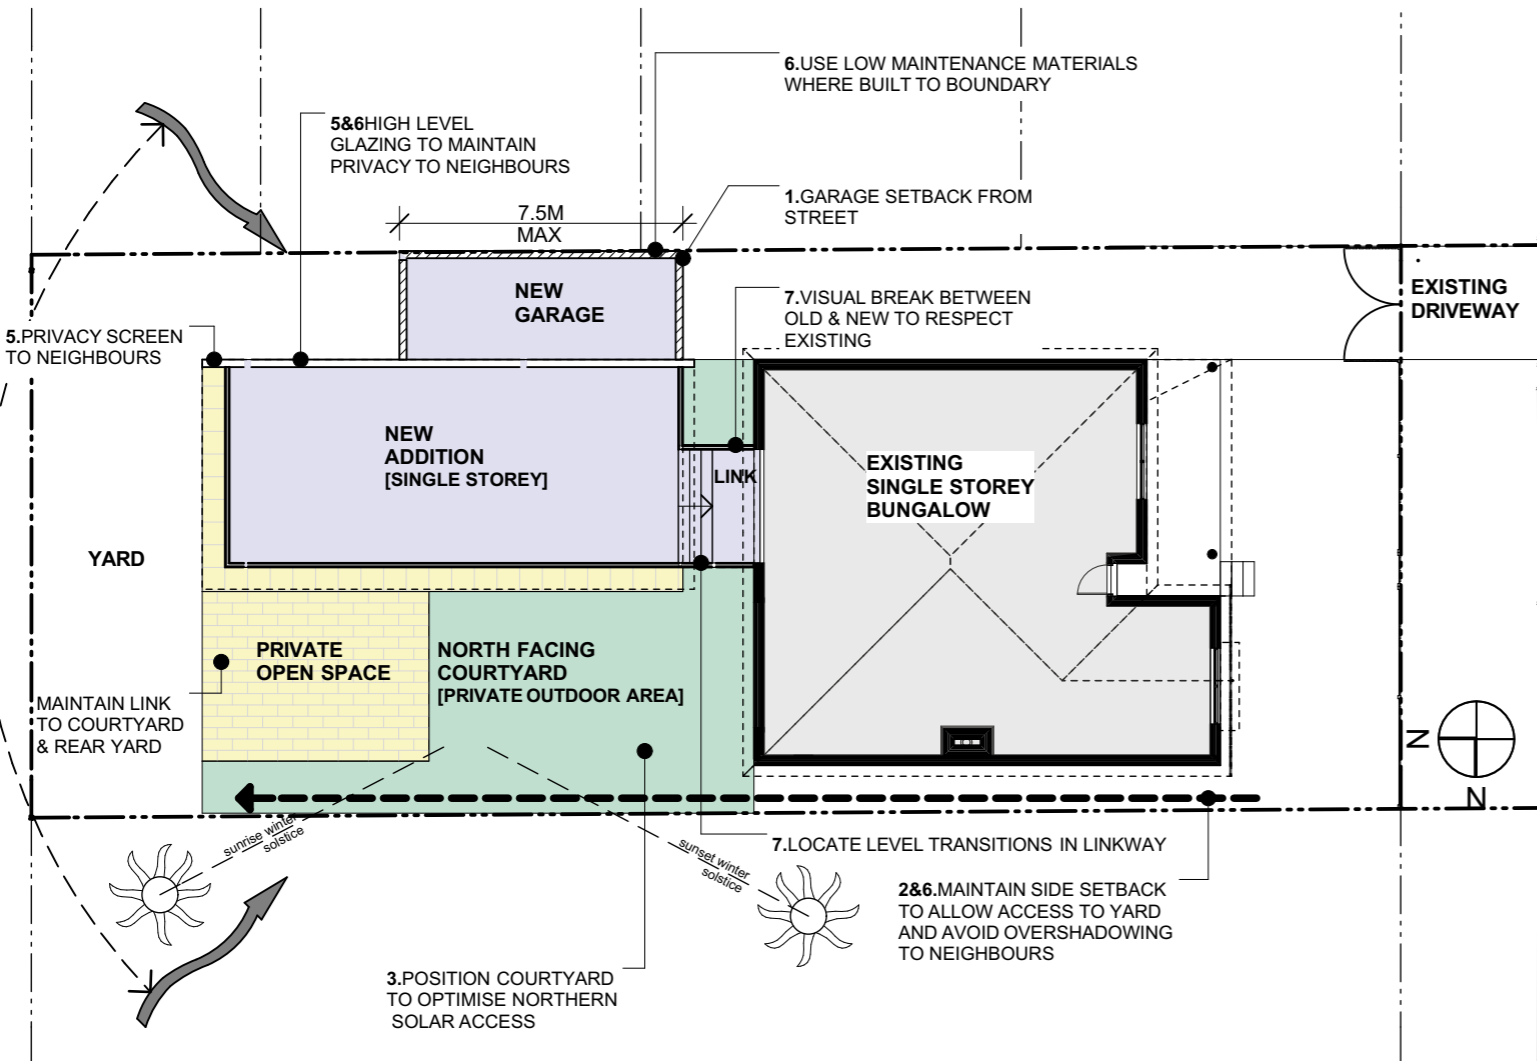 6.USE LOW MAINTENANCE MATERIALS
WHERE BUILT TO BOUNDARY
5&6HIGH LEVEL
GLAZING TO MAINTAIN
PRIVACY TO NEIGHBOURS
1.GARAGE SETBACK FROM
STREET
7.5M
MAX
NEW
GARAGE
7.VISUAL BREAK BETWEEN
OLD & NEW TO RESPECT
EXISTING
EXISTING
DRIVEWAY
5.PRIVACY SCREEN
TO NEIGHBOURS
NEW
ADDITION
[SINGLE STOREY]
LINK
EXISTING
SINGLE STOREY
BUNGALOW
YARD
PRIVATE
OPEN SPACE
NORTH FACING
COURTYARD
[PRIVATE OUTDOOR AREA]
MAINTAIN LINK
TO COURTYARD
& REAR YARD
N
N
sunrise winter
solstice
sunset winter
solstice
7.LOCATE LEVEL TRANSITIONS IN LINKWAY
2&6.MAINTAIN SIDE SETBACK
TO ALLOW ACCESS TO YARD
AND AVOID OVERSHADOWING
TO NEIGHBOURS
3.POSITION COURTYARD
TO OPTIMISE NORTHERN
SOLAR ACCESS